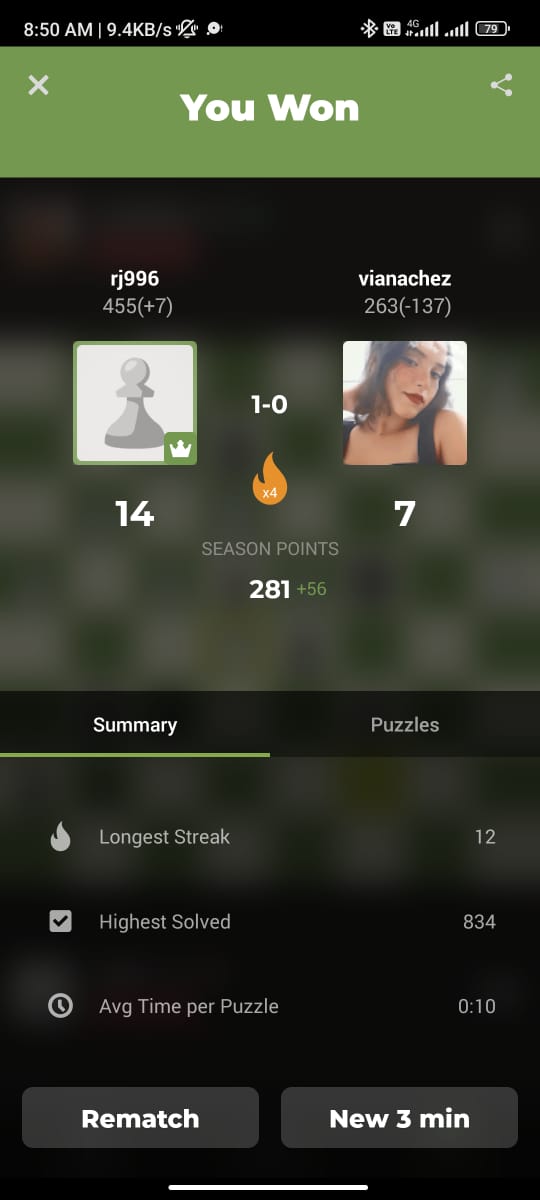 8:50 AM | 9.4KB/s
Vo LTE 4G 79
You Won
rj996
vianachez
455(+7)
263(-137)
1-0
x4
14
7
SEASON POINTS
281 +56
Summary
Puzzles
Longest Streak 12
Highest Solved 834
Avg Time per Puzzle 0:10
Rematch
New 3 min